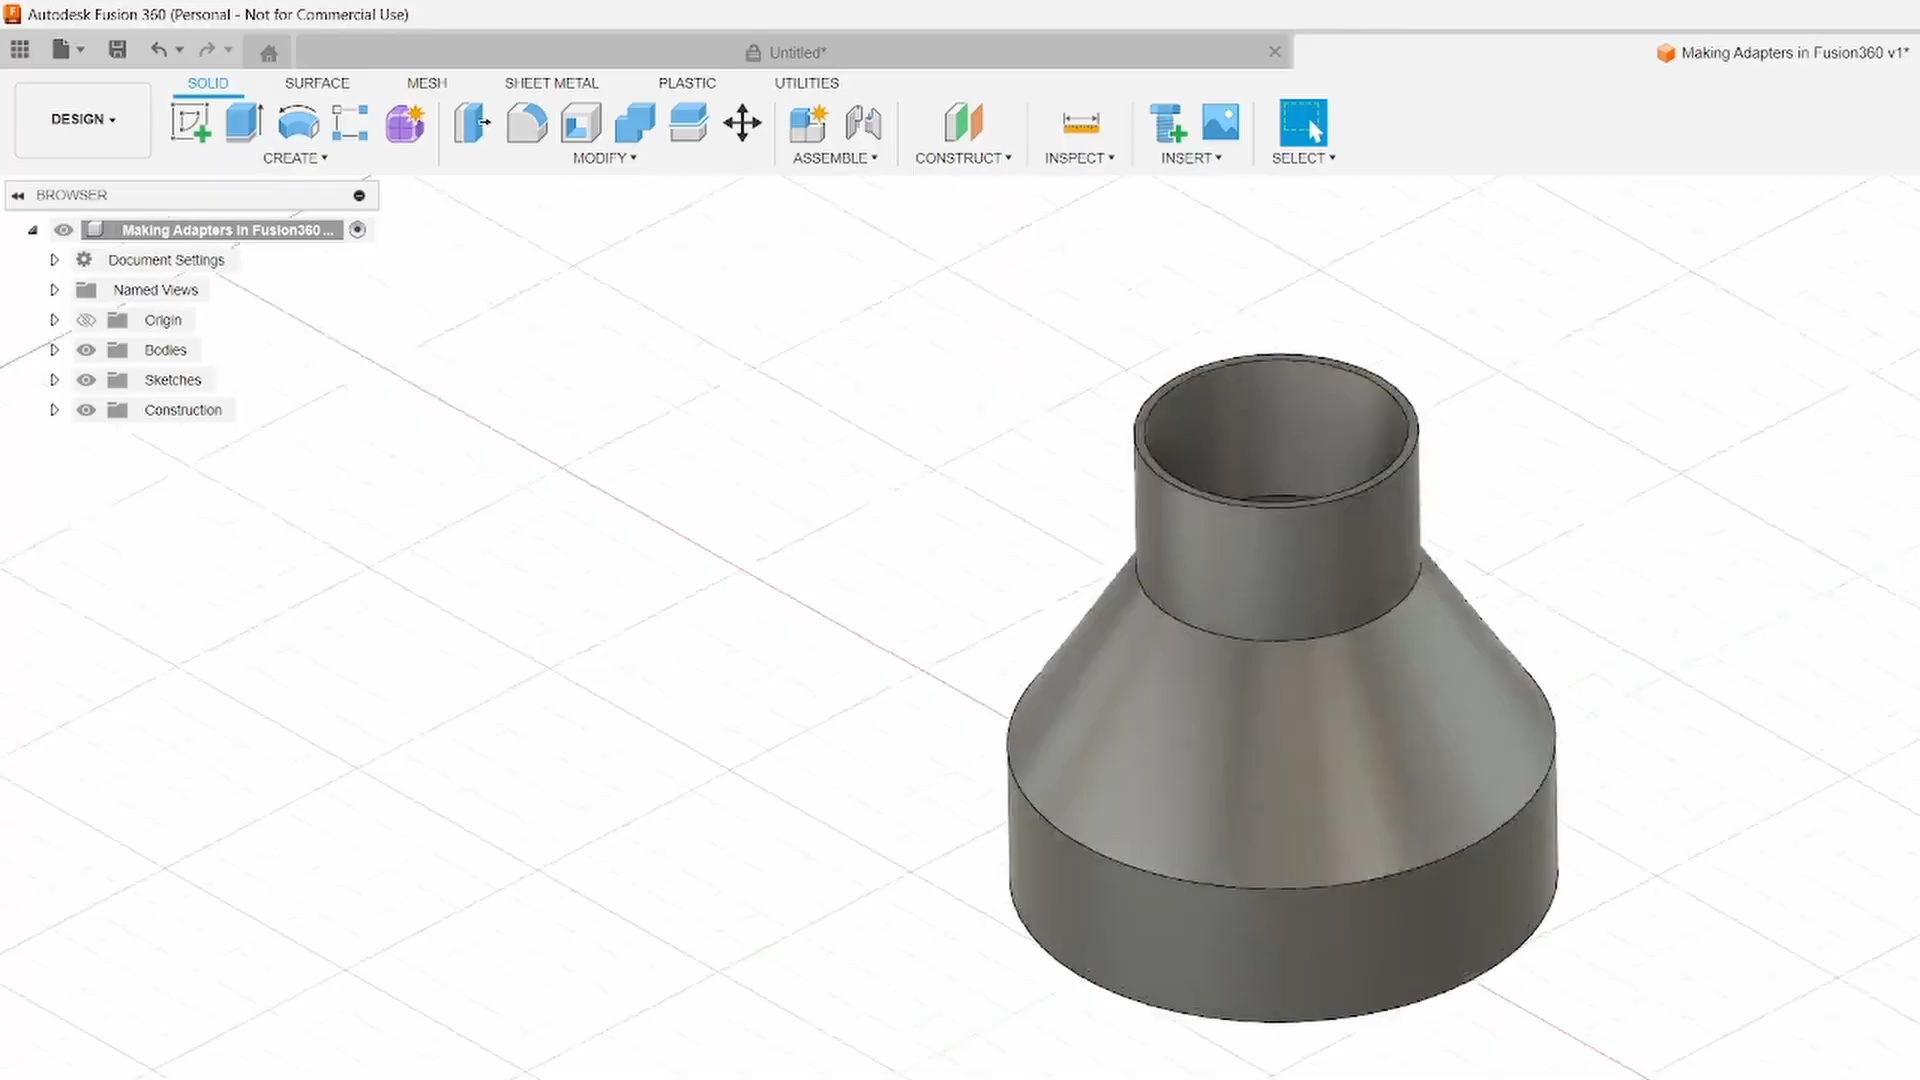 Autodesk Fusion 360 (Personal - Not for Commercial Use)
Untitled*
Making Adapters in Fusion360 v1*
DESIGN
SOLID
SURFACE
MESH
SHEET METAL
PLASTIC
UTILITIES
CREATE
MODIFY
ASSEMBLE
CONSTRUCT
INSPECT
INSERT
SELECT
BROWSER
Making Adapters in Fusion360 ...
Document Settings
Named Views
Origin
Bodies
Sketches
Construction